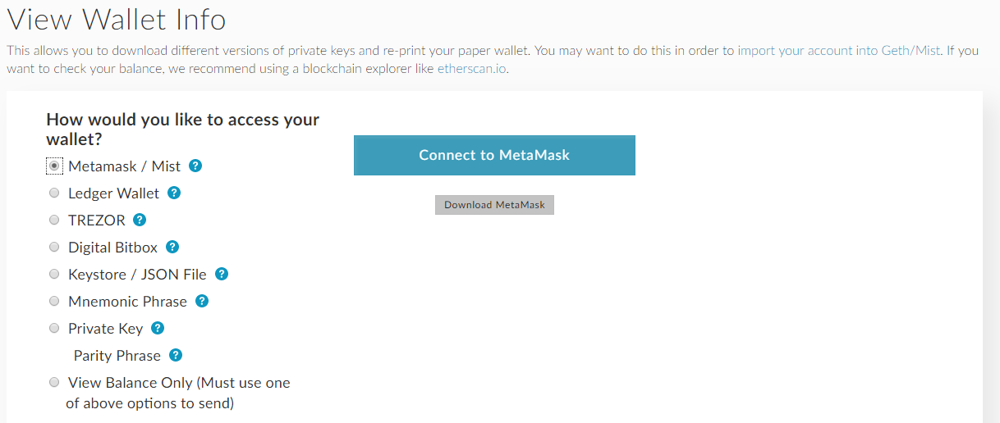 View Wallet Info
This allows you to download different versions of private keys and re-print your paper wallet. You may want to do this in order to import your account into Geth/Mist. If you
want to check your balance, we recommend using a blockchain explorer like etherscan.io.
How would you like to access your
wallet?
Connect to MetaMask
Metamask / Mist ?
Ledger Wallet ?
Download MetaMask
TREZOR ?
Digital Bitbox ?
Keystore / JSON File ?
Mnemonic Phrase ?
Private Key ?
Parity Phrase ?
View Balance Only (Must use one
of above options to send)